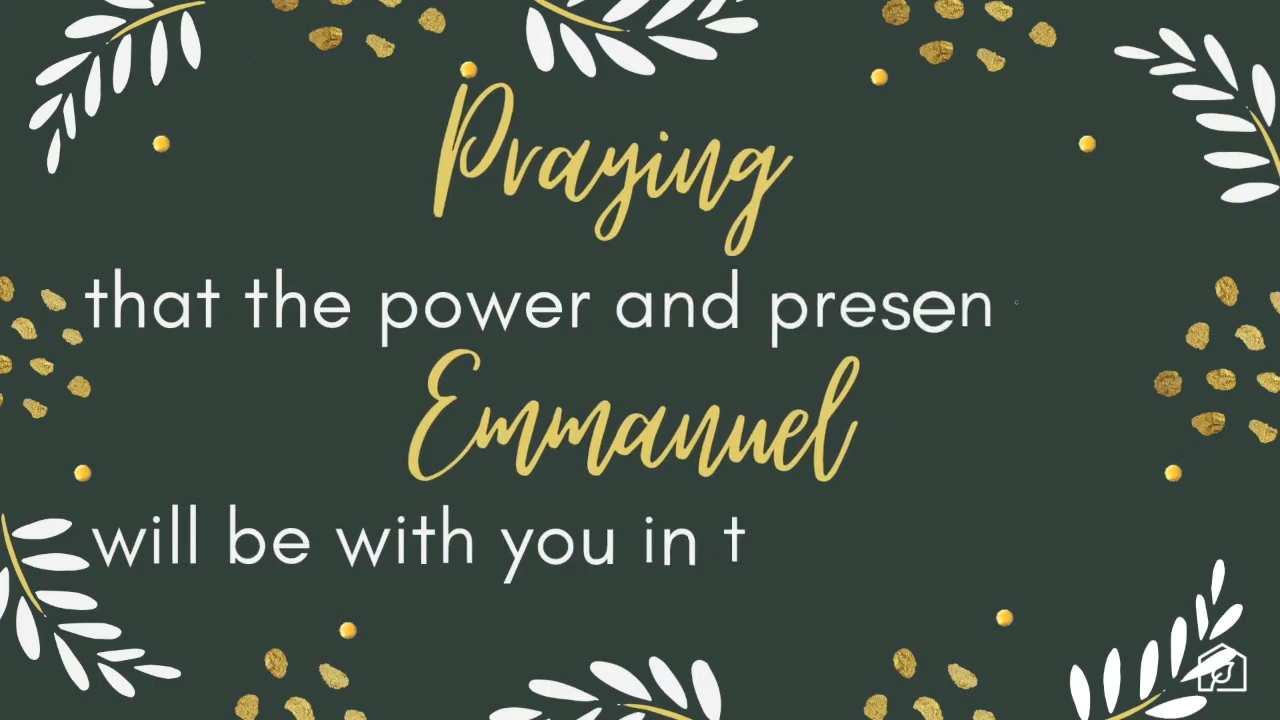 Praying
that the power and presen
Emmanuel
will be with you in t